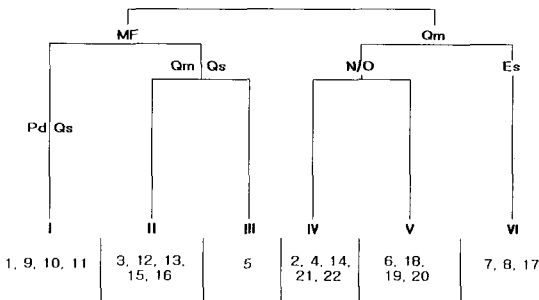 MF Qm
Qm Qs N/O Es
Pd Qs
I II III IV V VI
1, 9, 10, 11
3, 12, 13,
15, 16
5
2, 4, 14,
21, 22
6, 18,
19, 20
7, 8, 17